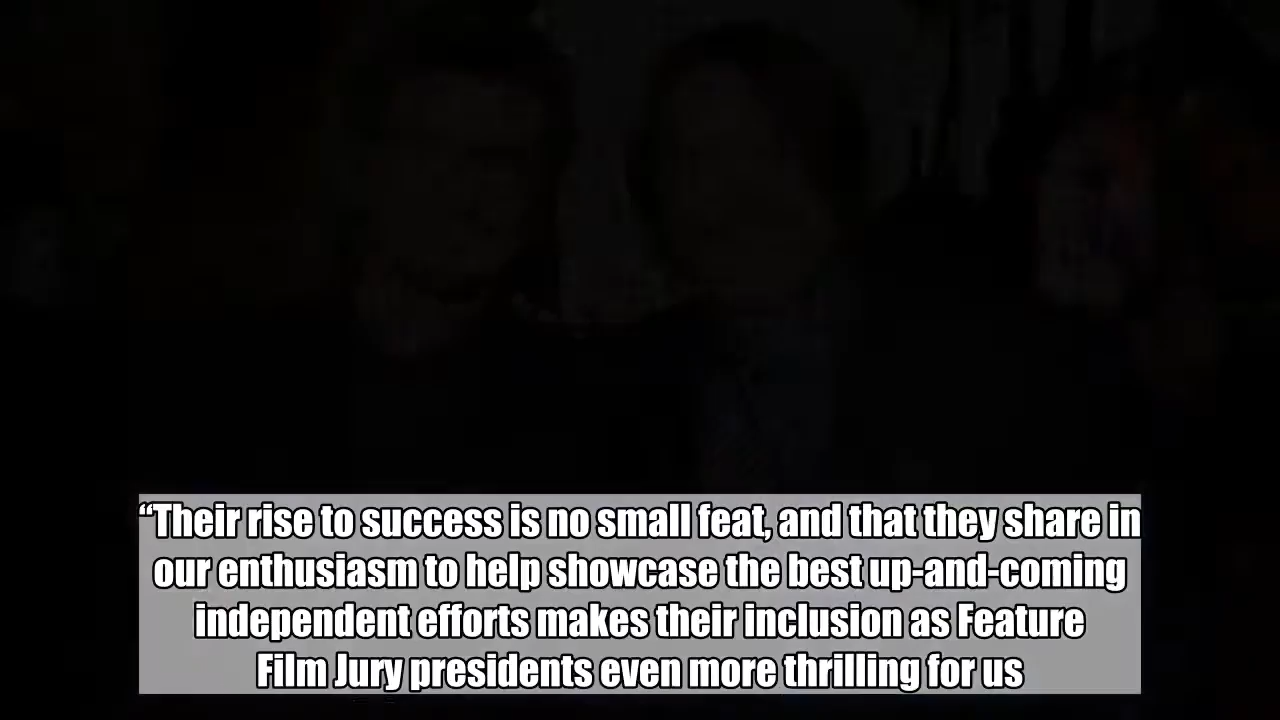 “Their rise to success is no small feat, and that they share in
our enthusiasm to help showcase the best up-and-coming
independent efforts makes their inclusion as Feature
Film Jury presidents even more thrilling for us